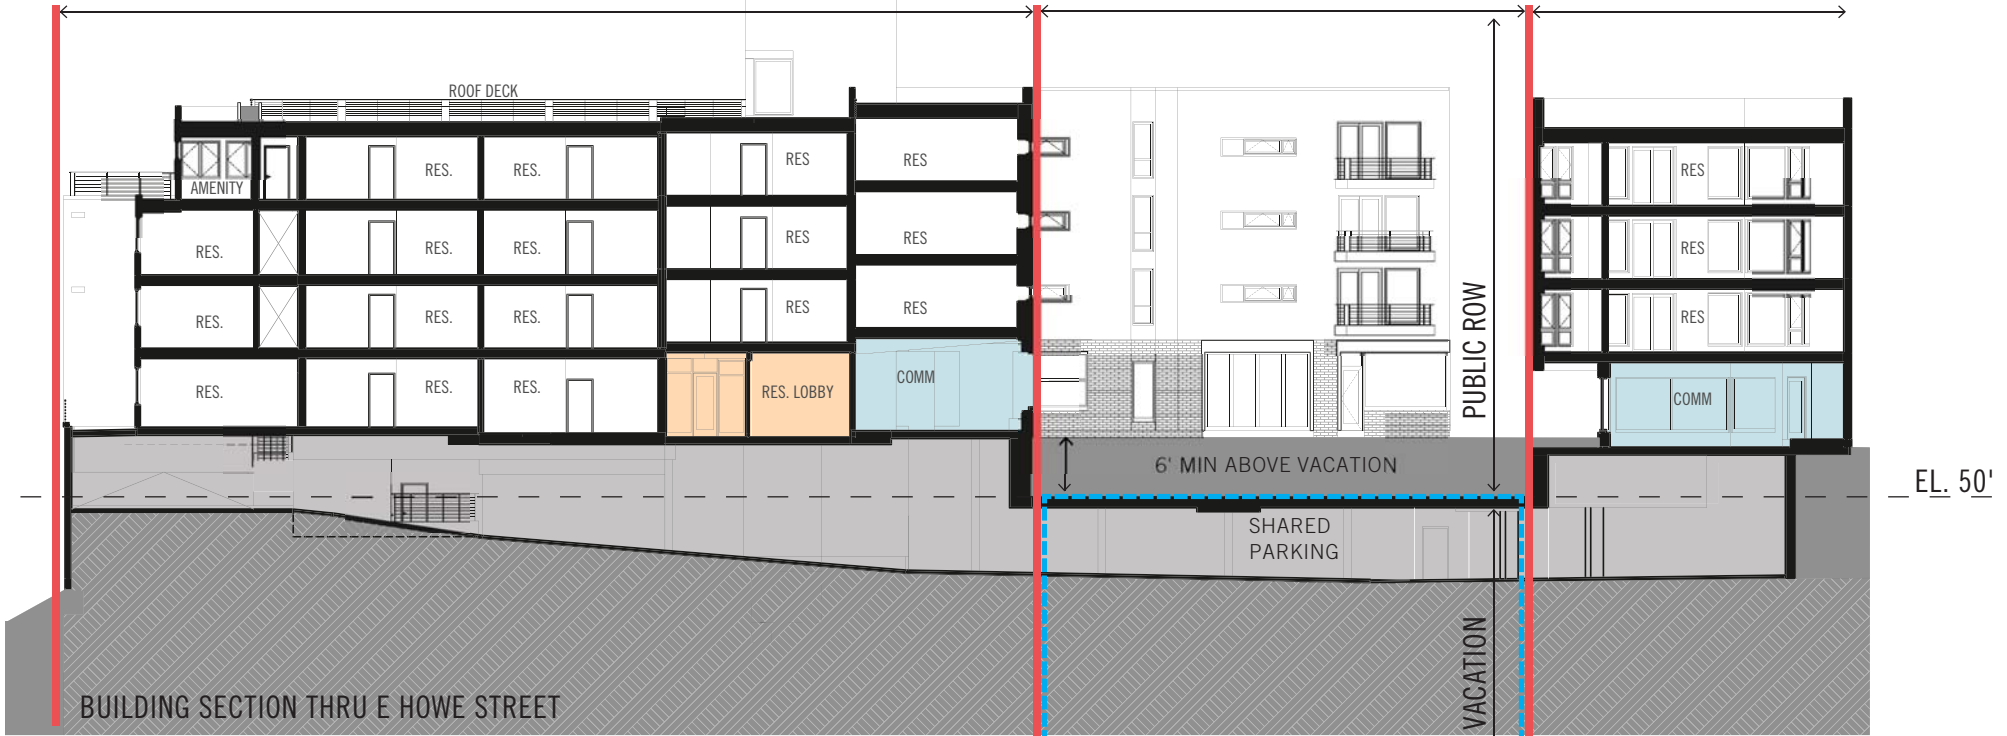 ROOF DECK
AMENITY
RES.
RES.
RES
RES
RES
RES.
RES.
RES.
RES
RES
RES
RES.
RES.
RES.
RES
RES
RES
RES.
RES.
RES.
RES. LOBBY
COMM
COMM
PUBLIC ROW
6' MIN ABOVE VACATION
EL. 50'
SHARED
PARKING
VACATION
BUILDING SECTION THRU E HOWE STREET